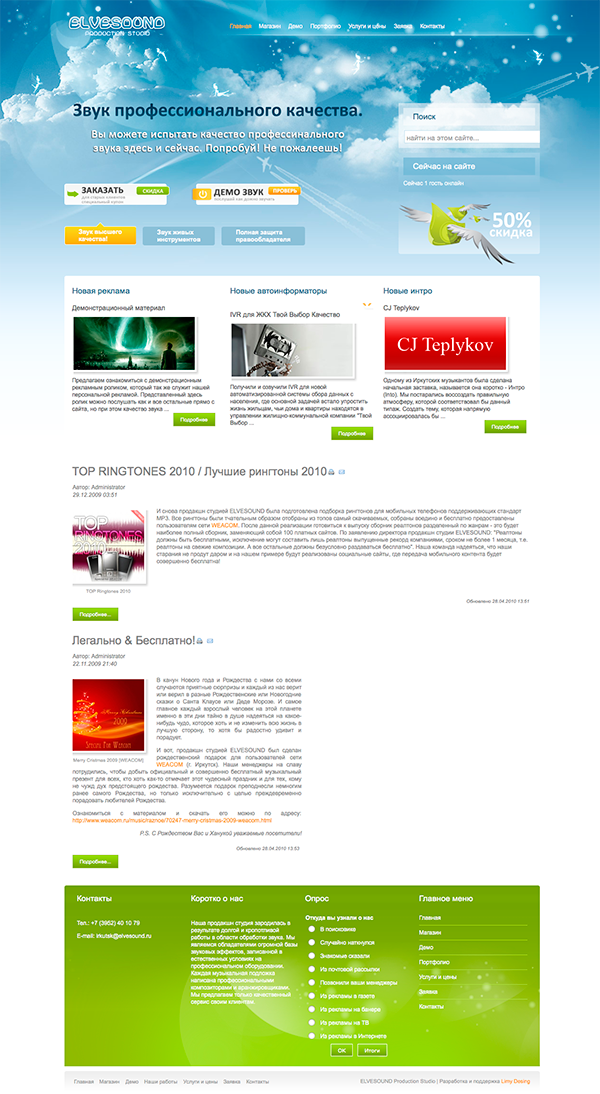 ELVESOUND
PRODUCTION STUDIO
Главная Магазин Демо Портфолио Услуги и цены Заявка Контакты
Звук профессионального качества.
Вы можете испытать качество профессинального
звука здесь и сейчас. Попробуй! Не пожалеешь!
Поиск
найти на этом сайте...
Сейчас на сайте
Сейчас 1 гость онлайн
ЗАКАЗАТЬ
СКИДКА
ДЕМО ЗВУК
ПРОВЕРЬ
50%
скидка
Звук высшего
качества!
Звук живых
инструментов
Полная защита
правообладателя
Новая реклама
Демонстрационный материал
Предлагаем ознакомиться с демонстрационным
рекламным роликом, который так же служит нашей
персональной рекламой. Представленный здесь
ролик можно послушать как и все остальные прямо с
сайта, но при этом качество звука ...
Подробнее
Новые автоинформаторы
IVR для ЖКХ Твой Выбор Качество
Получили и озвучили IVR для новой
автоматизированной системы сбора данных с
населения, где основной задачей стало упростить
жизнь жильцам, чьи дома и квартиры находятся в
управлении жилищно-коммунальной компании "Твой
Выбор ...
Подробнее
Новые интро
CJ Teplykov
CJ Teplykov
Одному из Иркутских музыкантов была сделана
начальная заставка, называется она коротко - Интро
(Into). Мы постарались воссоздать правильную
атмосферу, которой соответствовал бы данный
типаж. Создать тему, которая напрямую
ассоциировалась бы ...
Подробнее
TOP RINGTONES 2010 / Лучшие рингтоны 2010
Автор: Administrator
29.12.2009 03:51
TOP
RINGTONES
2010
TOP Ringtones 2010
И снова продакшн студией ELVESOUND была подготовлена подборка рингтонов для мобильных телефонов поддерживающих стандарт
MP3. Все рингтоны были тчательным образом отобраны из топов самый скачиваемых, собраны воедино и бесплатно предоставлены
пользователям сети WEACOM. После данной реализации готовиться к выпуску сборник реалтонов разделенный по жанрам - это будет
наиболее полный сборник, заменяющий собой 100 платных сайтов. По заявлению директора продакшн студии ELVESOUND: "Реалтоны
должны быть бесплатными, исключение могут составить лишь реалтоны выпущенные рекорд компаниями, сроком не более 1 месяца, т.е.
реалтоны на свежие композиции. А все остальные должны безусловно раздаваться бесплатно". Наша команда надеяться, что наши
старания не пройдут даром и на нашем примере будут реализованы социальные сайты, где передача мобильного контента будет
совершенно бесплатна!
Обновлено 28.04.2010 13:51
Подробнее...
Легально & Бесплатно!
Автор: Administrator
22.11.2009 21:40
Merry Cristmas
2009
Special For Weacom
Merry Cristmas 2009 [WEACOM]
В канун Нового года и Рождества с нами со всеми
случаются приятные сюрпризы и каждый из нас верит
или верил в разные Рождественские или Новогодние
сказки о Санта Клаусе или Деде Морозе. И самое
главное каждый взрослый человек на этой планете
именно в эти дни тайно в душе надеяться на какое-
нибудь чудо, которое хоть и не изменить всю жизнь в
лучшую сторону, то хотя бы радостно удивит и
порадует.
И вот, продакшн студией ELVESOUND был сделан
рождественский подарок для пользователей сети
WEACOM (г. Иркутск). Наши менеджеры на славу
потрудились, чтобы добыть официальный и совершенно бесплатный музыкальный
презент для всех, кто хоть как-то отмечает этот чудесный праздник и для тех, кому
не чужд дух предстоящего рождества. Разумеется подарок преподнесли немногим
ранее самого Рождества, но только исключительно с целью преждевременно
порадовать любителей Рождества.
Ознакомиться с материалом и скачать его можно по адресу:
http://www.weacom.ru/music/raznoe/70247-merry-cristmas-2009-weacom.html
P.S. С Рождеством Вас и Ханукой уважаемые посетители!
Обновлено 28.04.2010 13:53
Подробнее...
Контакты
Тел.: +7 (3952) 40 10 79
E-mail: irkutsk@elvesound.ru
Коротко о нас
Наша продакшн студия зародилась в
результате долгой и кропотливой
работы в области обработки звука. Мы
являемся обладателями огромной базы
звуковых эффектов, записанной в
естественных условиях на
профессиональном оборудовании.
Каждая музыкальная подложка
написана профессиональными
композиторами и аранжировщиками.
Мы предлагаем только качественный
сервис своим клиентам.
Опрос
Откуда вы узнали о нас
В поисковике
Случайно наткнулся
Знакомые сказали
Из почтовой рассылки
Позвонили ваши менеджеры
Из рекламы в газете
Из рекламы на банере
Из рекламы на ТВ
Из рекламы в Интернете
OK Итоги
Главное меню
Главная
Магазин
Демо
Портфолио
Услуги и цены
Заявка
Контакты
Главная Магазин Демо Наши работы Услуги и цены Заявка Контакты
ELVESOUND Production Studio | Разработка и поддержка Limy Desing